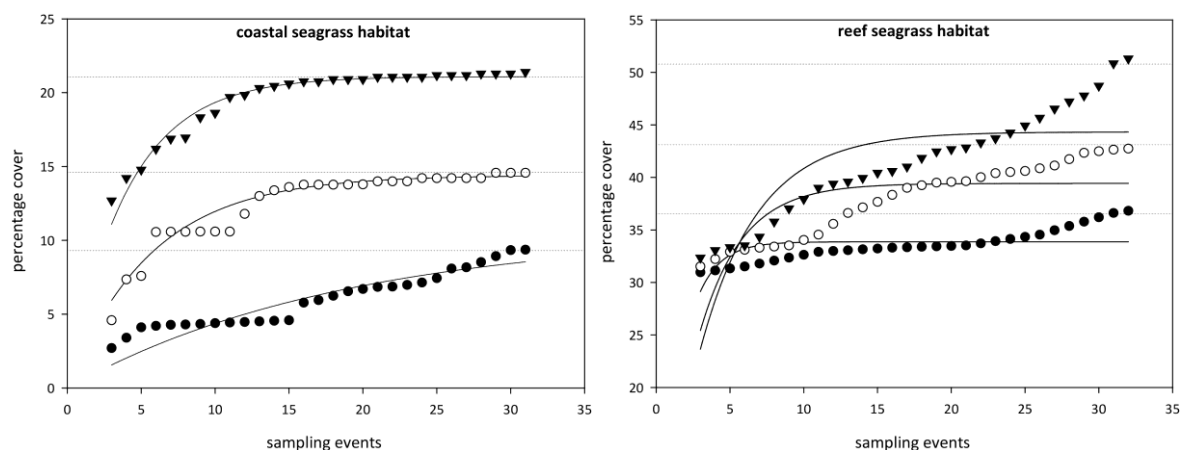 coastal seagrass habitat
25
20
15
10
5
0
percentage cover
0 5 10 15 20 25 30 35
sampling events
reef seagrass habitat
55
50
45
40
35
30
25
20
percentage cover
0 5 10 15 20 25 30 35
sampling events